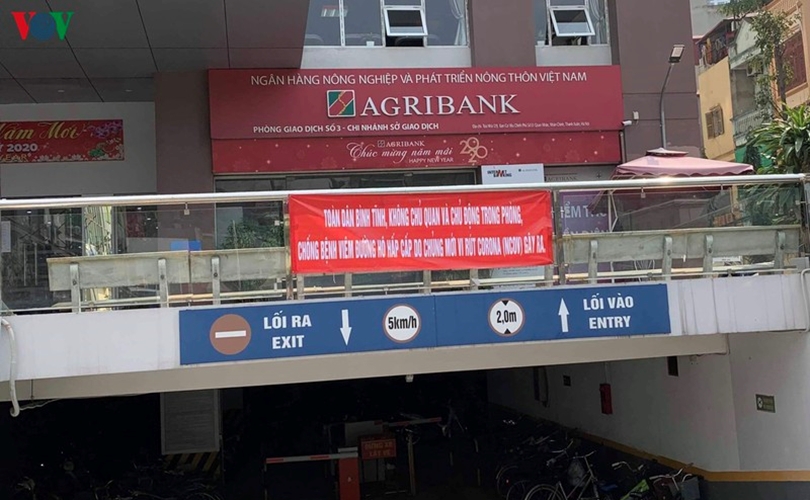 VOV
NGÂN HÀNG NÔNG NGHIỆP VÀ PHÁT TRIỂN NÔNG THÔN VIỆT NAM
AGRIBANK
PHÒNG GIAO DỊCH SỐ 3 - CHI NHÁNH SỞ GIAO DỊCH
AGRIBANK
Chúc mừng năm mới 2020
HAPPY NEW YEAR
Năm Mới
2020
TOÀN DÂN BÌNH TĨNH, KHÔNG CHỦ QUAN VÀ CHỦ ĐỘNG TRONG PHÒNG,
CHỐNG BỆNH VIÊM ĐƯỜNG HÔ HẤP CẤP DO CHỦNG MỚI VI RÚT CORONA (NCOV) GÂY RA.
LỐI RA
EXIT
5km/h
2,0m
LỐI VÀO
ENTRY